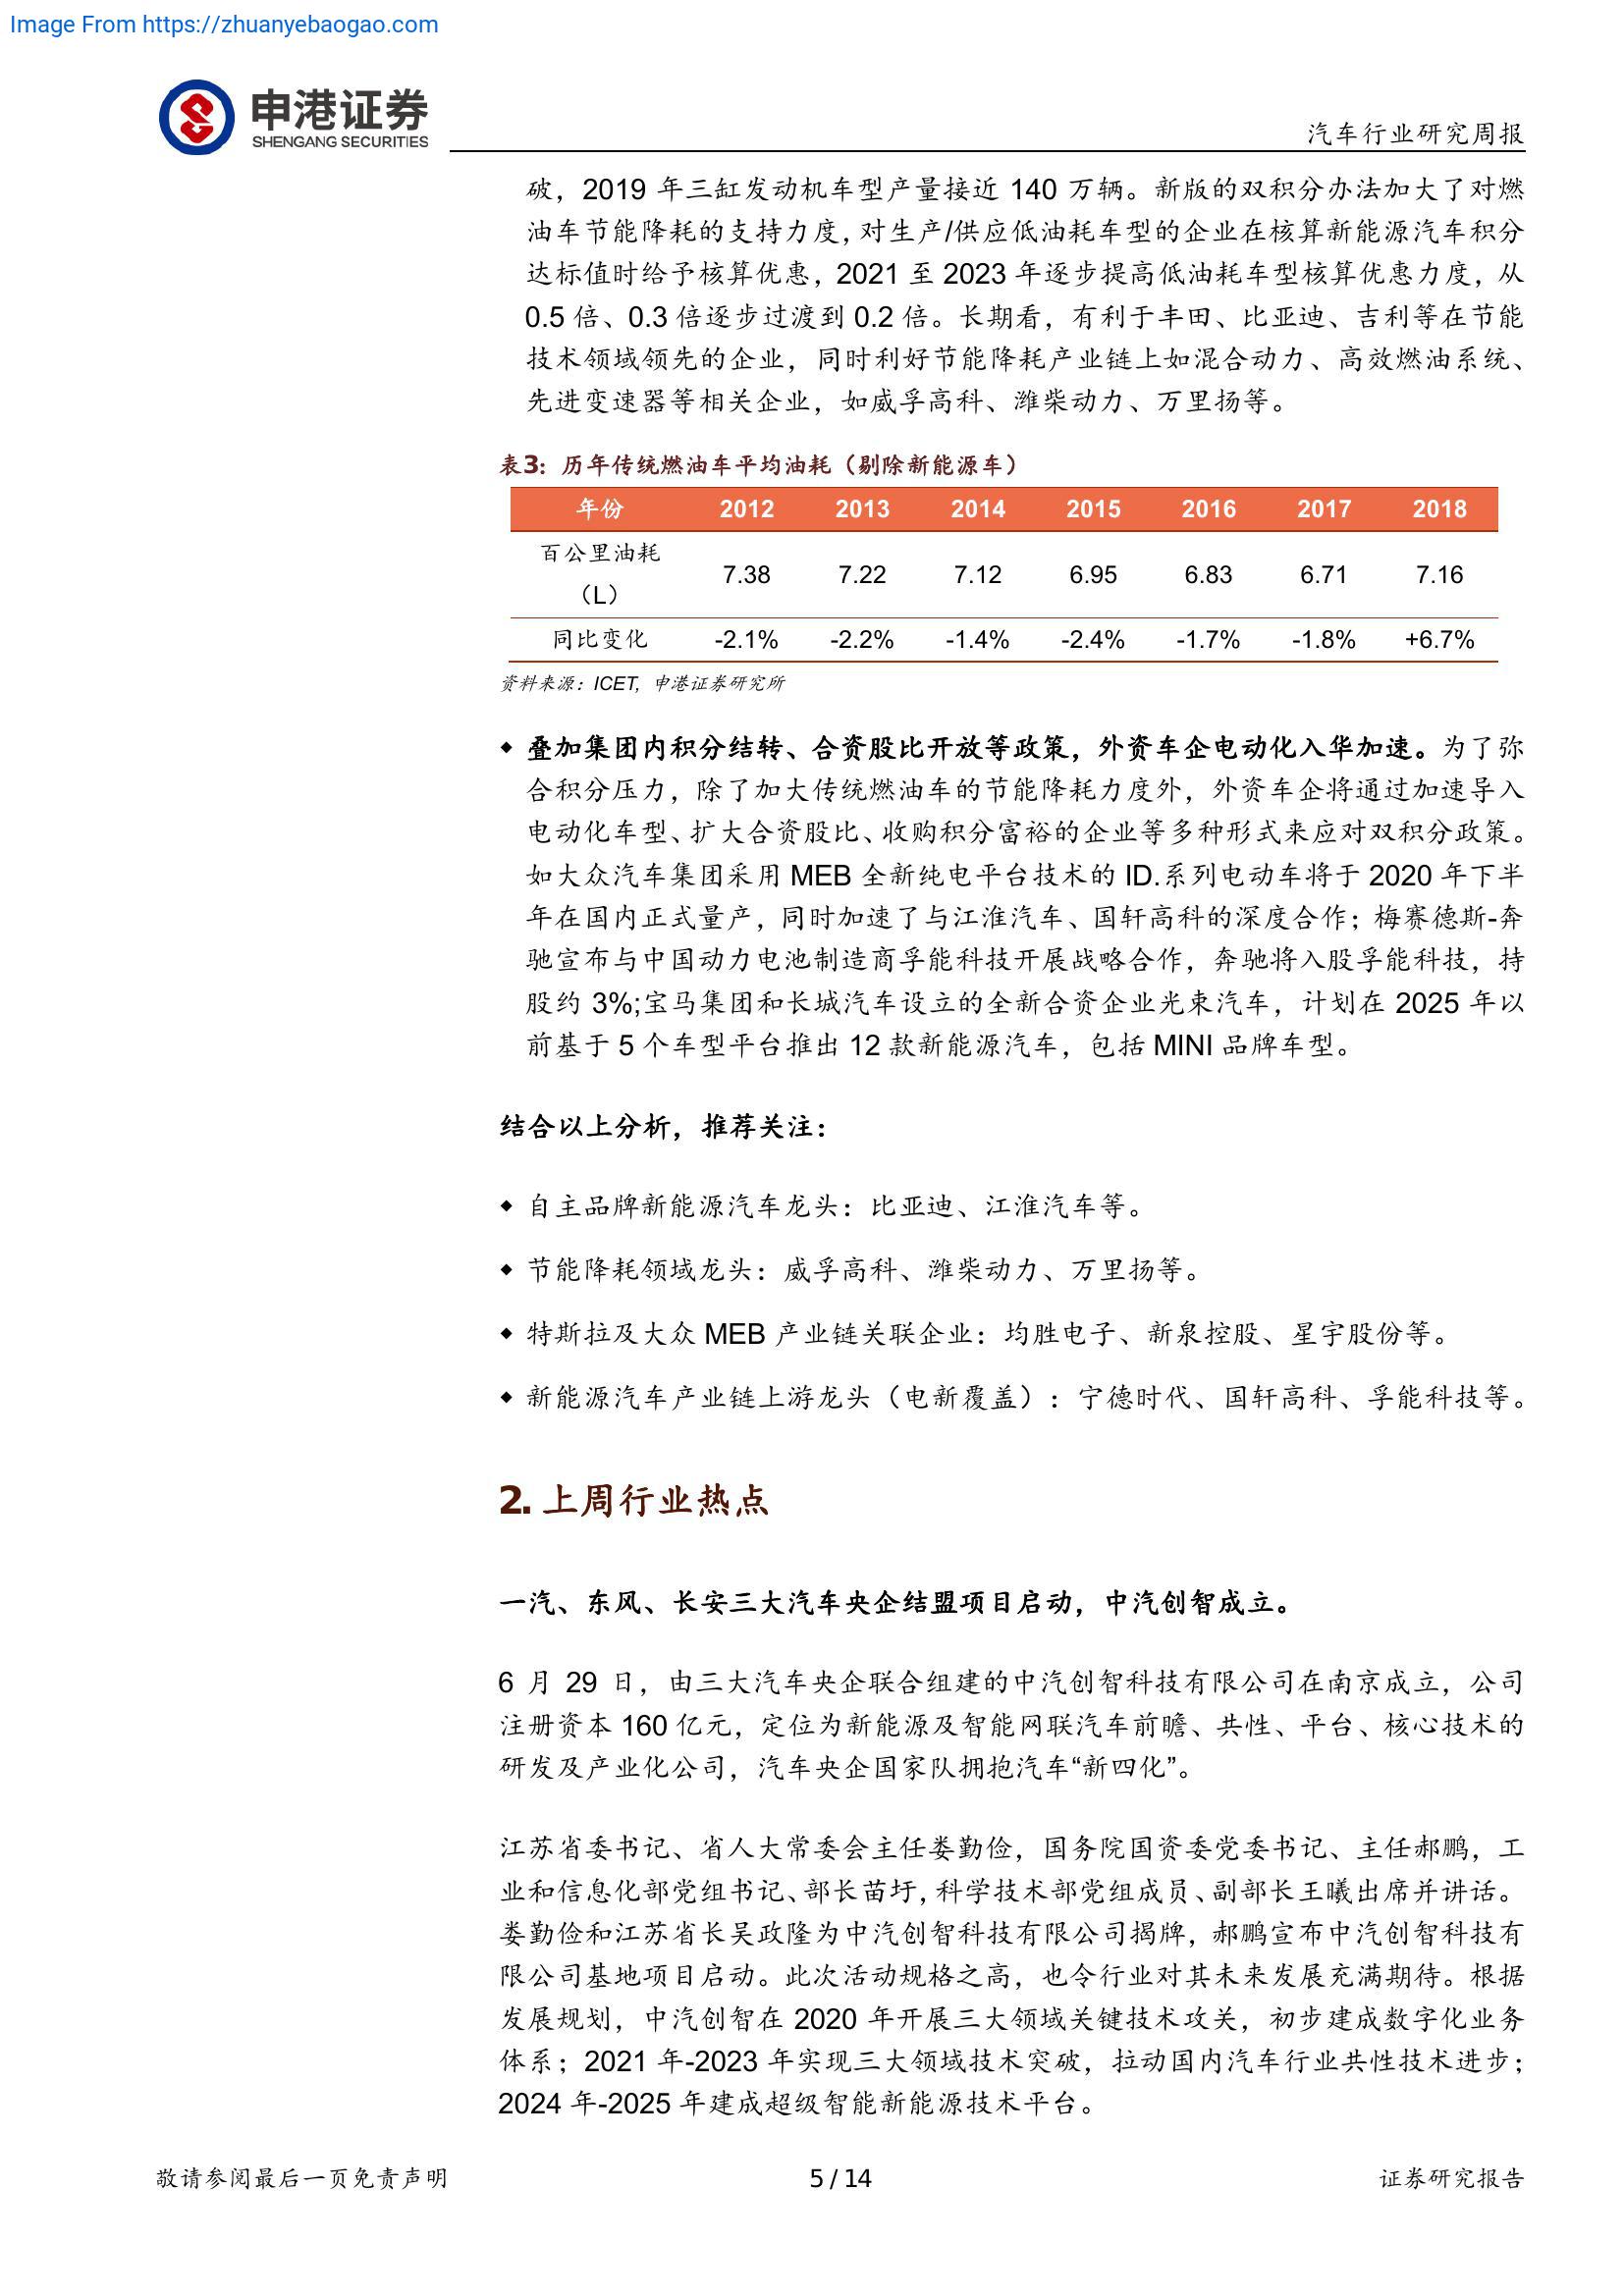 Image From https://zhuanyebaogao.com
申港证券
SHENGANG SECURITIES
汽车行业研究周报
破，2019 年三缸发动机车型产量接近 140 万辆。新版的双积分办法加大了对燃
油车节能降耗的支持力度，对生产/供应低油耗车型的企业在核算新能源汽车积分
达标值时给予核算优惠，2021 至 2023 年逐步提高低油耗车型核算优惠力度，从
0.5 倍、0.3 倍逐步过渡到 0.2 倍。长期看，有利于丰田、比亚迪、吉利等在节能
技术领域领先的企业，同时利好节能降耗产业链上如混合动力、高效燃油系统、
先进变速器等相关企业，如威孚高科、潍柴动力、万里扬等。
表3：历年传统燃油车平均油耗（剔除新能源车）
年份 2012 2013 2014 2015 2016 2017 2018
百公里油耗
（L） 7.38 7.22 7.12 6.95 6.83 6.71 7.16
同比变化 -2.1% -2.2% -1.4% -2.4% -1.7% -1.8% +6.7%
资料来源：ICET, 申港证券研究所
◆ 叠加集团内积分结转、合资股比开放等政策，外资车企电动化入华加速。为了弥
合积分压力，除了加大传统燃油车的节能降耗力度外，外资车企将通过加速导入
电动化车型、扩大合资股比、收购积分富裕的企业等多种形式来应对双积分政策。
如大众汽车集团采用 MEB 全新纯电平台技术的 ID.系列电动车将于 2020 年下半
年在国内正式量产，同时加速了与江淮汽车、国轩高科的深度合作；梅赛德斯-奔
驰宣布与中国动力电池制造商孚能科技开展战略合作，奔驰将入股孚能科技，持
股约 3%;宝马集团和长城汽车设立的全新合资企业光束汽车，计划在 2025 年以
前基于 5 个车型平台推出 12 款新能源汽车，包括 MINI 品牌车型。
结合以上分析，推荐关注：
◆ 自主品牌新能源汽车龙头：比亚迪、江淮汽车等。
◆ 节能降耗领域龙头：威孚高科、潍柴动力、万里扬等。
◆ 特斯拉及大众 MEB 产业链关联企业：均胜电子、新泉控股、星宇股份等。
◆ 新能源汽车产业链上游龙头（电新覆盖）：宁德时代、国轩高科、孚能科技等。
2. 上周行业热点
一汽、东风、长安三大汽车央企结盟项目启动，中汽创智成立。
6 月 29 日，由三大汽车央企联合组建的中汽创智科技有限公司在南京成立，公司
注册资本 160 亿元，定位为新能源及智能网联汽车前瞻、共性、平台、核心技术的
研发及产业化公司，汽车央企国家队拥抱汽车“新四化”。
江苏省委书记、省人大常委会主任娄勤俭，国务院国资委党委书记、主任郝鹏，工
业和信息化部党组书记、部长苗圩，科学技术部党组成员、副部长王曦出席并讲话。
娄勤俭和江苏省长吴政隆为中汽创智科技有限公司揭牌，郝鹏宣布中汽创智科技有
限公司基地项目启动。此次活动规格之高，也令行业对其未来发展充满期待。根据
发展规划，中汽创智在 2020 年开展三大领域关键技术攻关，初步建成数字化业务
体系；2021 年-2023 年实现三大领域技术突破，拉动国内汽车行业共性技术进步；
2024 年-2025 年建成超级智能新能源技术平台。
敬请参阅最后一页免责声明
5 / 14
证券研究报告